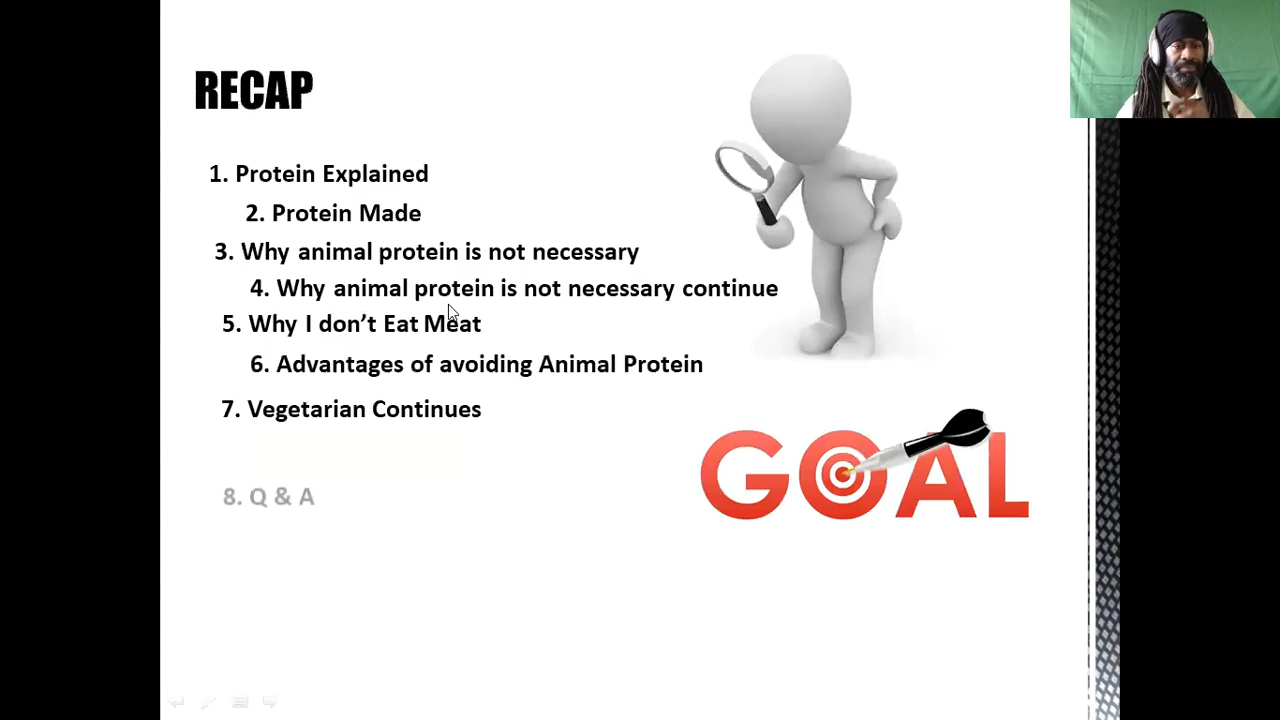 RECAP
1. Protein Explained
2. Protein Made
3. Why animal protein is not necessary
4. Why animal protein is not necessary continue
5. Why I don’t Eat Meat
6. Advantages of avoiding Animal Protein
7. Vegetarian Continues
GOAL
8. Q & A